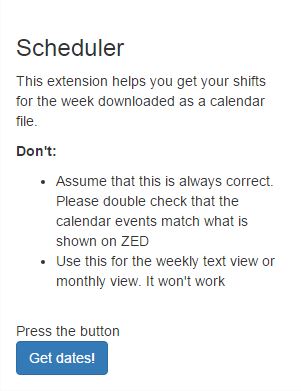 Scheduler
This extension helps you get your shifts
for the week downloaded as a calendar
file.
Don't:
• Assume that this is always correct.
Please double check that the
calendar events match what is
shown on ZED
• Use this for the weekly text view or
monthly view. It won't work
Press the button
Get dates!